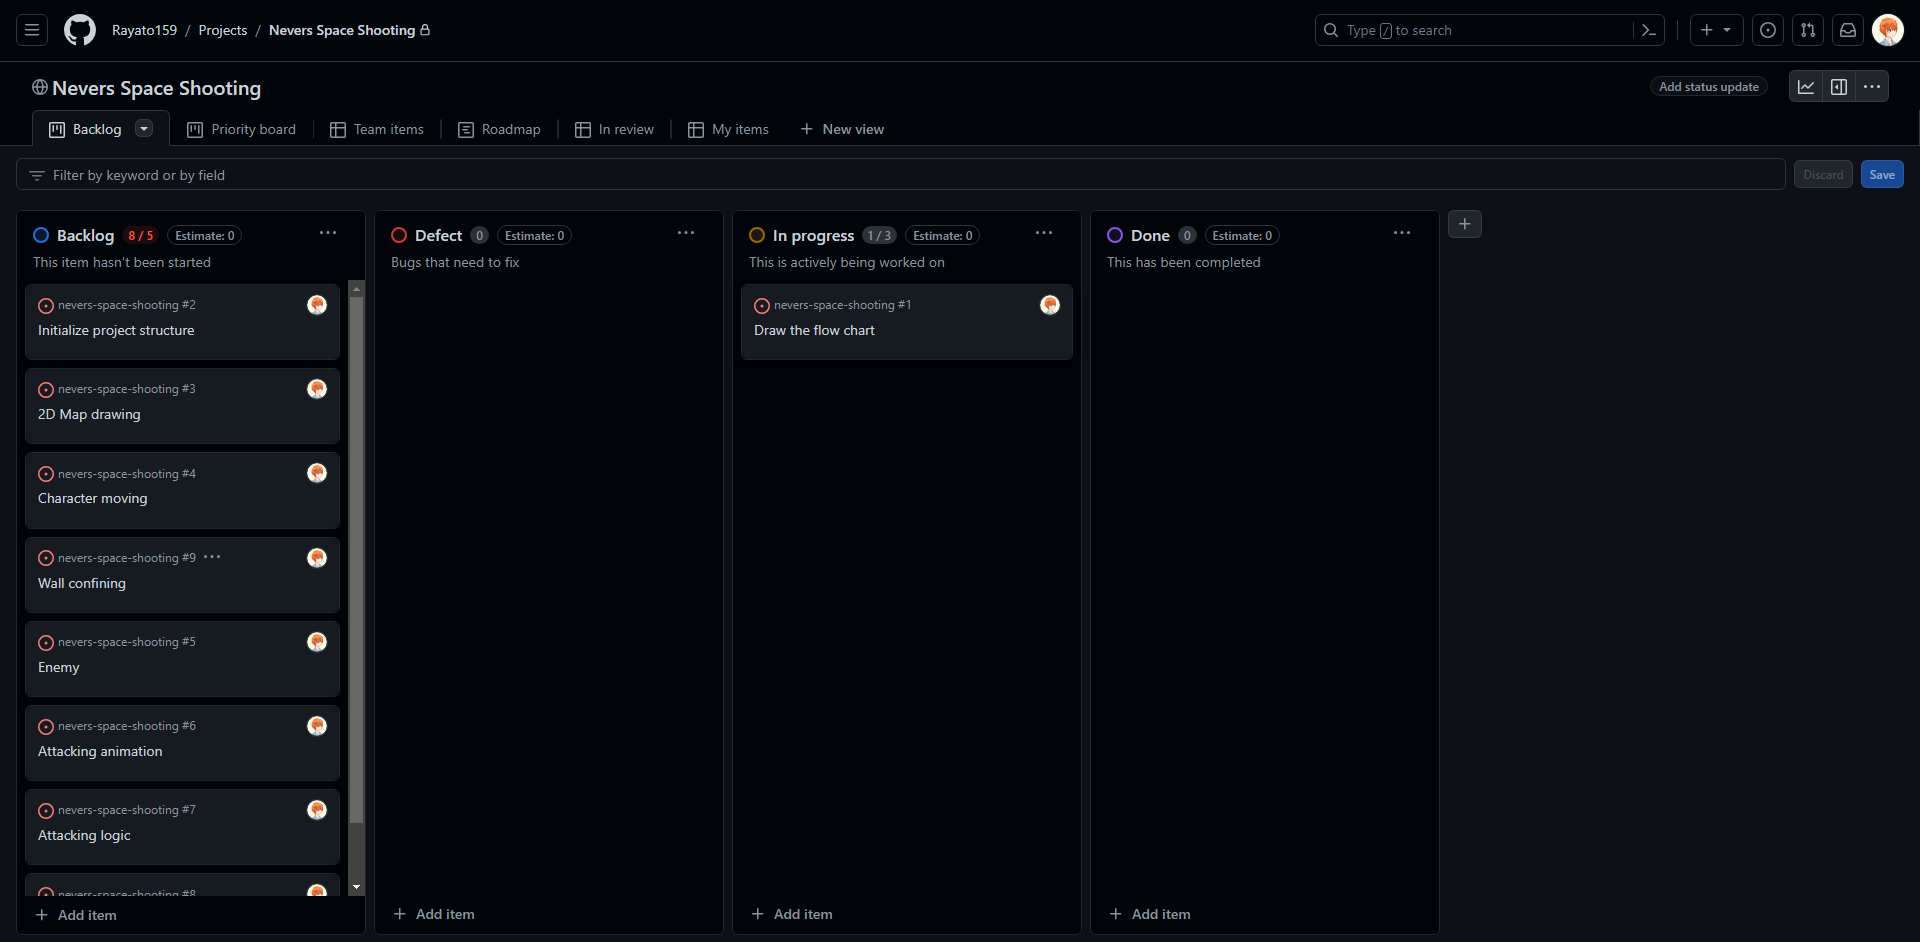 Rayato159 / Projects / Nevers Space Shooting
Type / to search
Nevers Space Shooting
Add status update
Backlog
Priority board
Team items
Roadmap
In review
My items
New view
Filter by keyword or by field
Discard
Save
Backlog 8 / 5 Estimate: 0
This item hasn't been started
nevers-space-shooting #2
Initialize project structure
nevers-space-shooting #3
2D Map drawing
nevers-space-shooting #4
Character moving
nevers-space-shooting #9
Wall confining
nevers-space-shooting #5
Enemy
nevers-space-shooting #6
Attacking animation
nevers-space-shooting #7
Attacking logic
nevers-space-shooting #8
Add item
Defect 0 Estimate: 0
Bugs that need to fix
Add item
In progress 1 / 3 Estimate: 0
This is actively being worked on
nevers-space-shooting #1
Draw the flow chart
Add item
Done 0 Estimate: 0
This has been completed
Add item